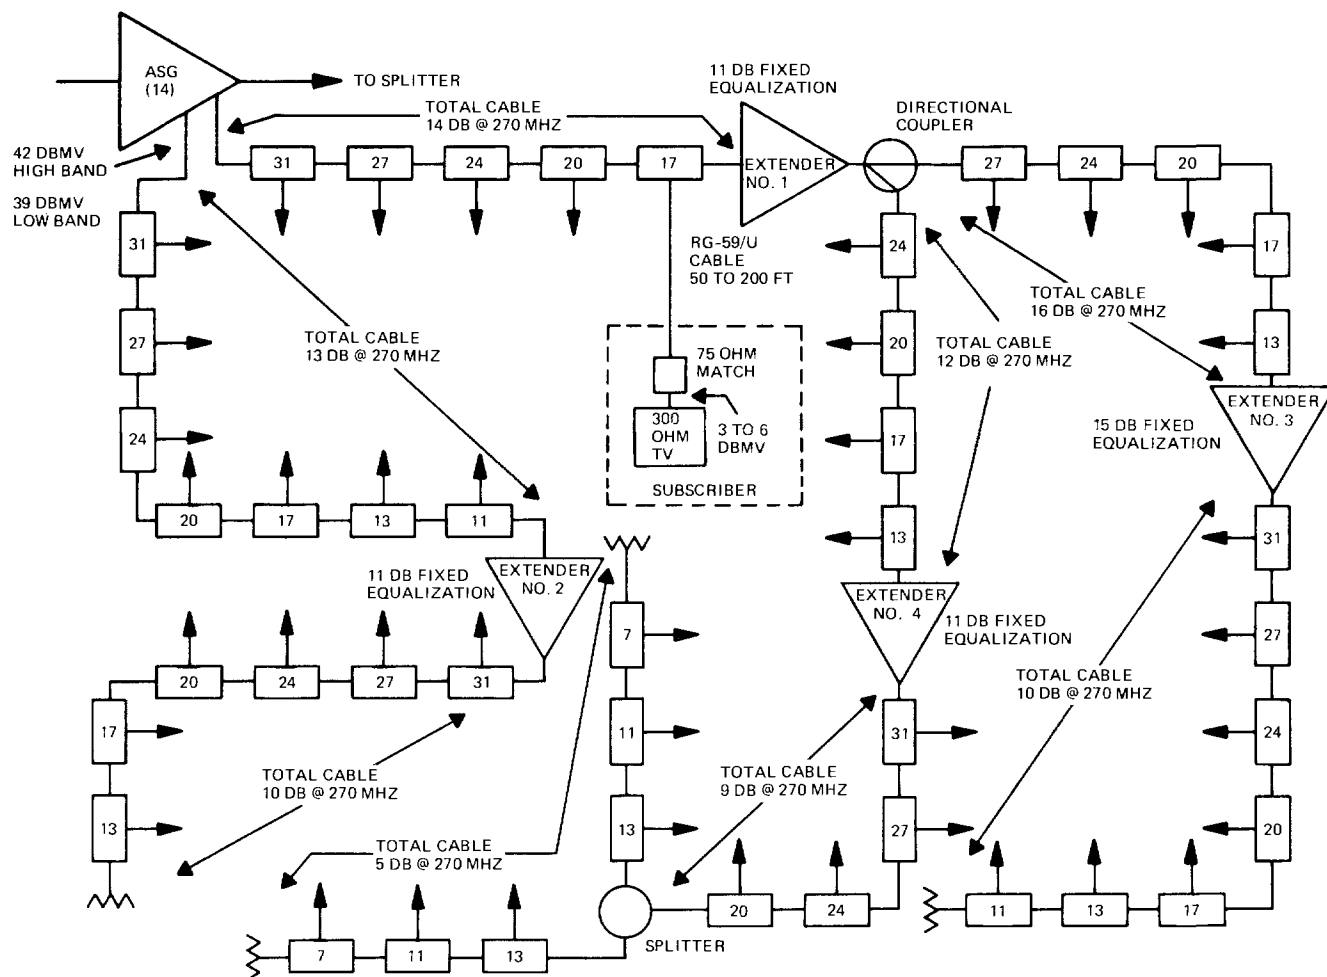 ASG
(14)
TO SPLITTER
42 DBMV
HIGH BAND
39 DBMV
LOW BAND
TOTAL CABLE
14 DB @ 270 MHZ
11 DB FIXED
EQUALIZATION
EXTENDER
NO. 1
DIRECTIONAL
COUPLER
31
27
24
20
17
27
24
20
RG-59/U
CABLE
50 TO 200 FT
31
27
24
TOTAL CABLE
13 DB @ 270 MHZ
75 OHM
MATCH
300
OHM
TV
3 TO 6
DBMV
SUBSCRIBER
24
20
17
13
TOTAL CABLE
16 DB @ 270 MHZ
TOTAL CABLE
12 DB @ 270 MHZ
17
13
EXTENDER
NO. 3
15 DB FIXED
EQUALIZATION
20
17
13
11
EXTENDER
NO. 2
11 DB FIXED
EQUALIZATION
EXTENDER
NO. 4
11 DB FIXED
EQUALIZATION
31
27
24
20
TOTAL CABLE
10 DB @ 270 MHZ
20
24
27
31
17
13
TOTAL CABLE
10 DB @ 270 MHZ
7
11
13
TOTAL CABLE
9 DB @ 270 MHZ
31
27
TOTAL CABLE
5 DB @ 270 MHZ
20
24
11
13
17
7
11
13
SPLITTER